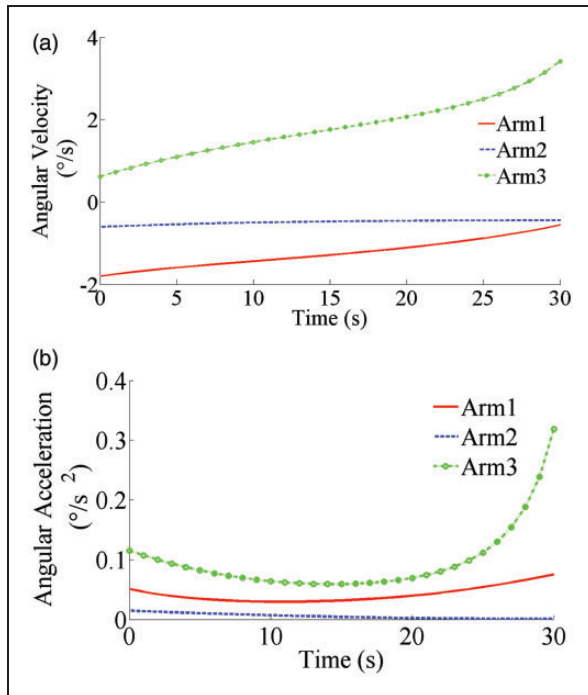 (a)
4
2
0
-2
Angular Velocity
(°/s)
Arm1
Arm2
Arm3
0
5
10
15
20
25
30
Time (s)
(b)
0.4
0.3
0.2
0.1
0
Angular Acceleration
(°/s ²)
Arm1
Arm2
Arm3
0
10
20
30
Time (s)